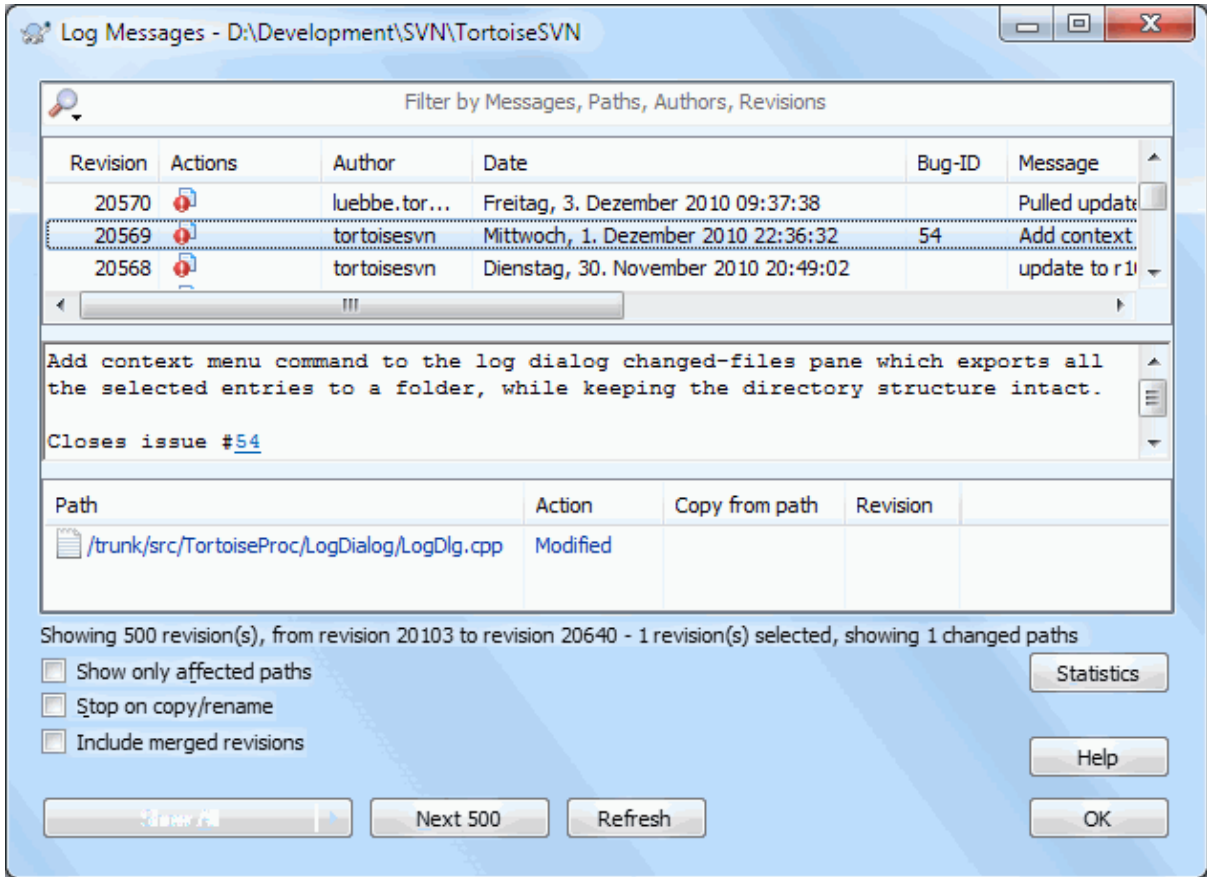 Log Messages - D:\Development\SVN\TortoiseSVN
Filter by Messages, Paths, Authors, Revisions
Revision Actions Author Date Bug-ID Message
20570 luebbe.tor... Freitag, 3. Dezember 2010 09:37:38 Pulled update
20569 tortoisesvn Mittwoch, 1. Dezember 2010 22:36:32 54 Add context
20568 tortoisesvn Dienstag, 30. November 2010 20:49:02 update to
Add context menu command to the log dialog changed-files pane which exports all
the selected entries to a folder, while keeping the directory structure intact.
Closes issue #54
Path Action Copy from path Revision
/trunk/src/TortoiseProc/LogDialog/LogDlg.cpp Modified
Showing 500 revision(s), from revision 20103 to revision 20640 - 1 revision(s) selected, showing 1 changed paths
Show only affected paths
Statistics
Stop on copy/rename
Include merged revisions
Help
Next 500 Refresh OK